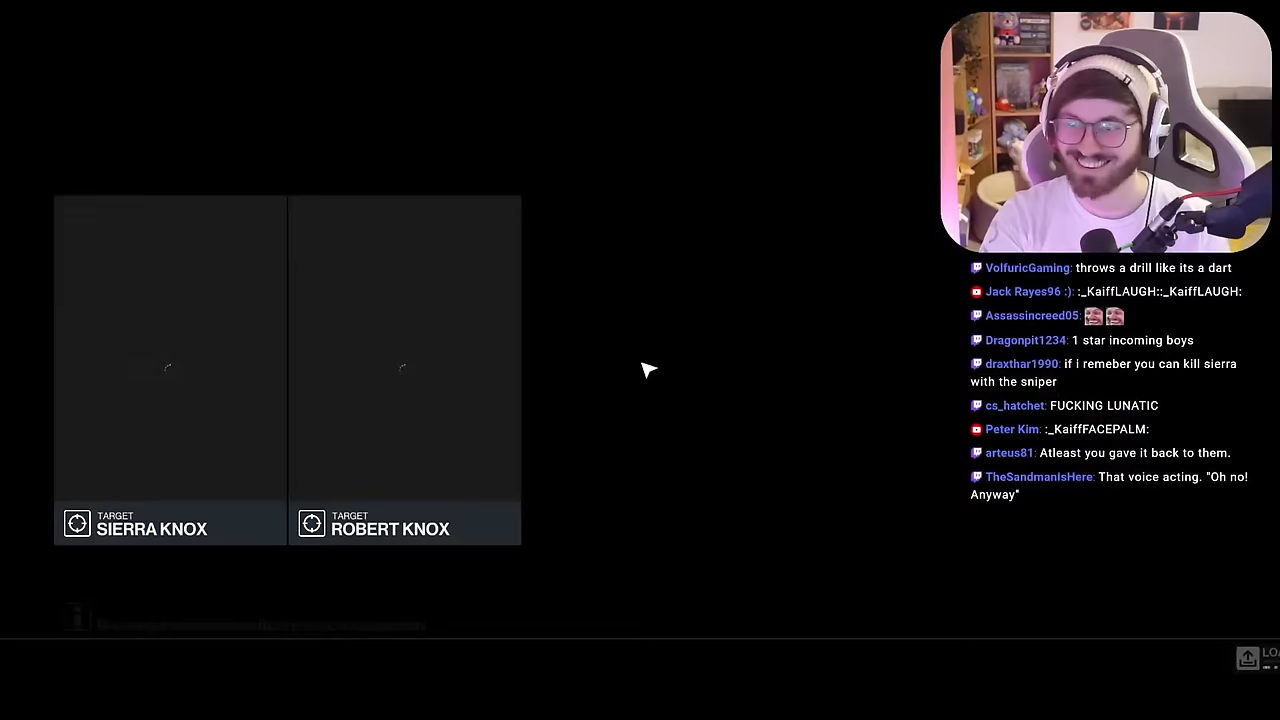 TARGET
SIERRA KNOX
TARGET
ROBERT KNOX
VolfuricGaming: throws a drill like its a dart
Jack Rayes96 :): :_KaiffLAUGH::_KaiffLAUGH:
Assassincreed05:
Dragonpit1234: 1 star incoming boys
draxthar1990: if i remeber you can kill sierra
with the sniper
cs_hatchet: FUCKING LUNATIC
Peter Kim: :_KaiffFACEPALM:
arteus81: Atleast you gave it back to them.
TheSandmanIsHere: That voice acting. "Oh no!
Anyway"